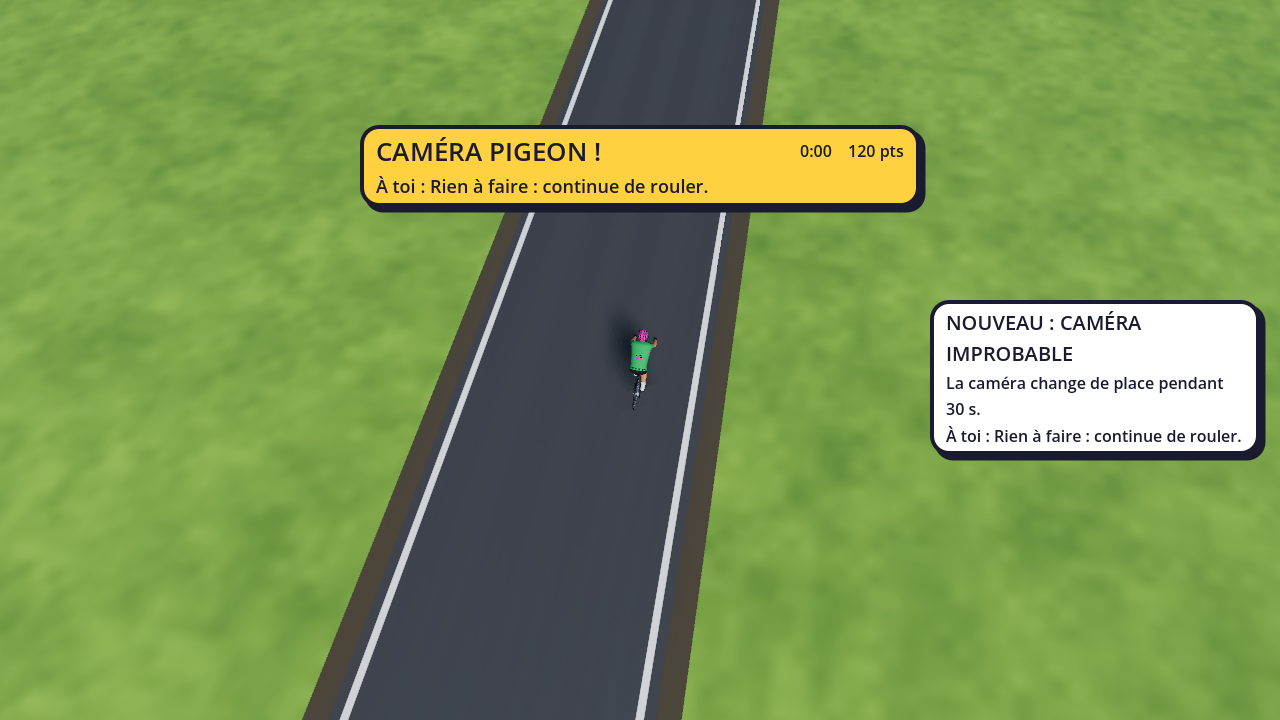 CAMÉRA PIGEON !
0:00 120 pts
À toi : Rien à faire : continue de rouler.
NOUVEAU : CAMÉRA
IMPROBABLE
La caméra change de place pendant
30 s.
À toi : Rien à faire : continue de rouler.